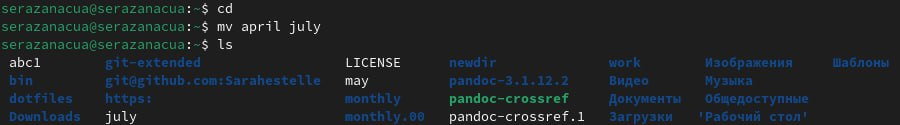 serazanacua@serazanacua:~$ cd
serazanacua@serazanacua:~$ mv april july
serazanacua@serazanacua:~$ ls
abc1 git-extended LICENSE newdir work Изображения Шаблоны
bin git@github.com:Sarahestelle may pandoc-3.1.12.2 Видео Музыка
dotfiles https: monthly pandoc-crossref Документы Общедоступные
Downloads july monthly.00 pandoc-crossref.1 Загрузки 'Рабочий стол'